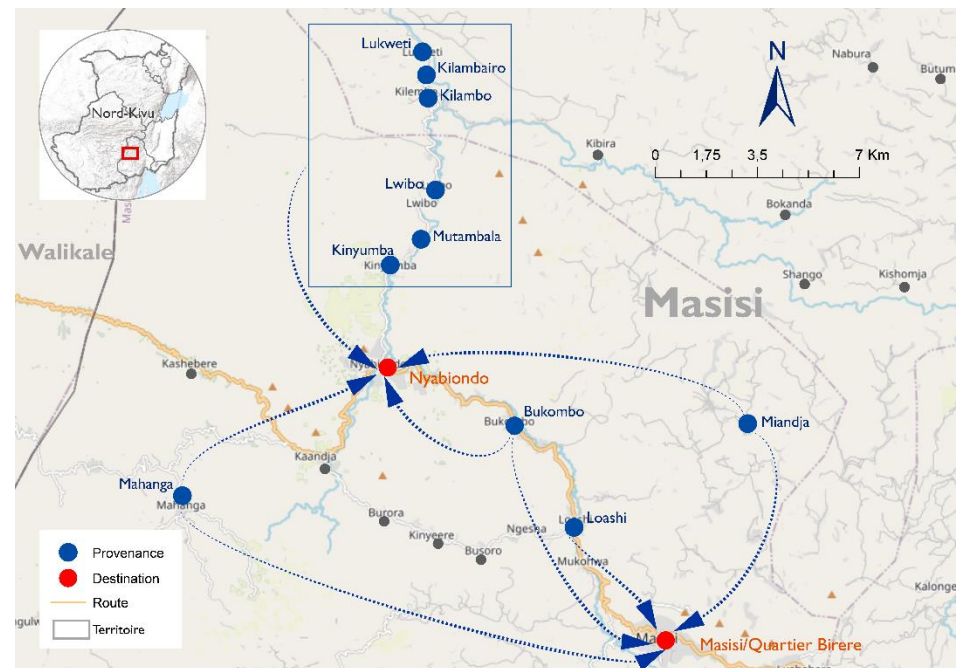 Nord-Kivu
Masisi
Walikale
Lukweti
Kilambairo
Kilambo
Lwibo
Lwibo
Mutambala
Kinyumba
N
0 1,75 3,5 7 Km
Nabura
Kibira
Bokanda
Shango
Kishomja
Masisi
Kashebere
Nyabiondo
Bukombo
Miandja
Kaandja
Mahanga
Mahanga
Burora
Kinyeere
Busoro
Ngesha
Loashi
Mukohwa
Masisi/Quartier Birere
Provenance
Destination
Route
Territoire